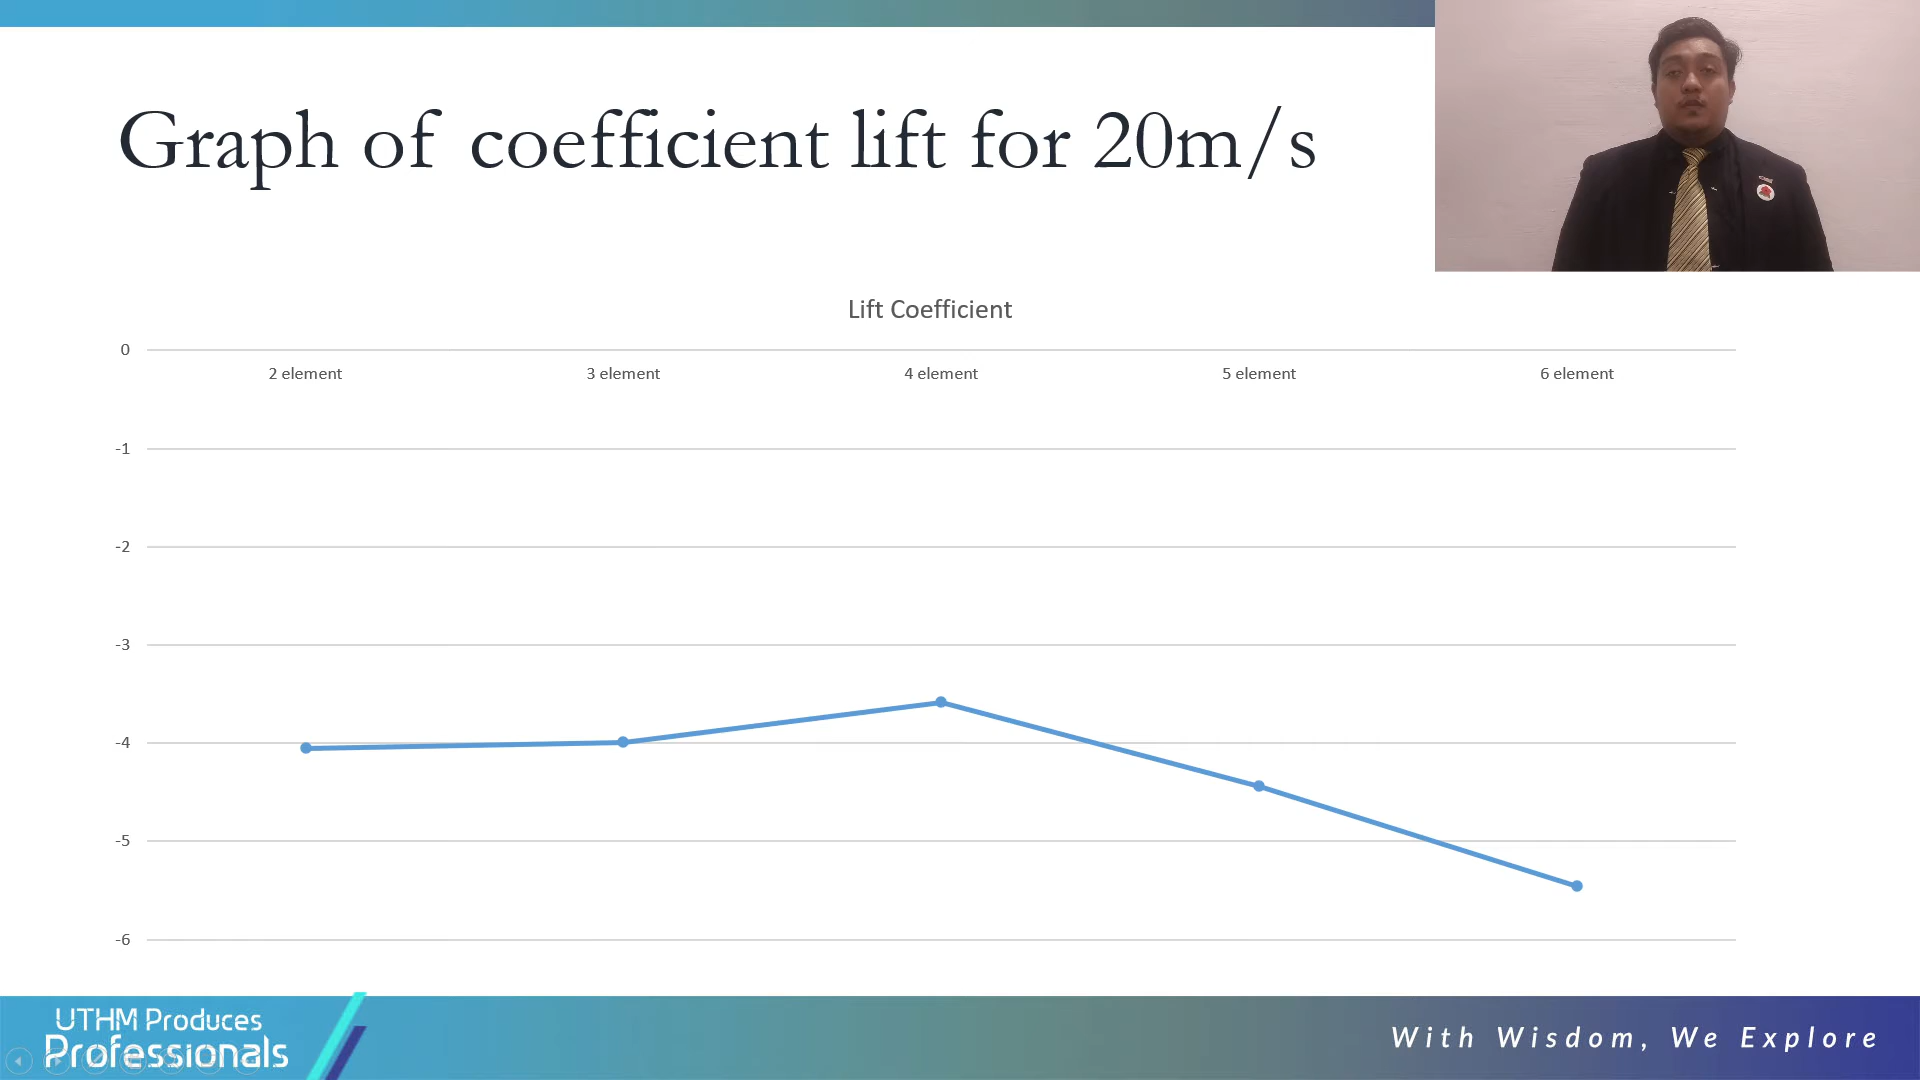 Graph of coefficient lift for 20m/s
Lift Coefficient
0
2 element
3 element
4 element
5 element
6 element
-1
-2
-3
-4
-5
-6
UTHM Produces
Professionals
With Wisdom, We Explore